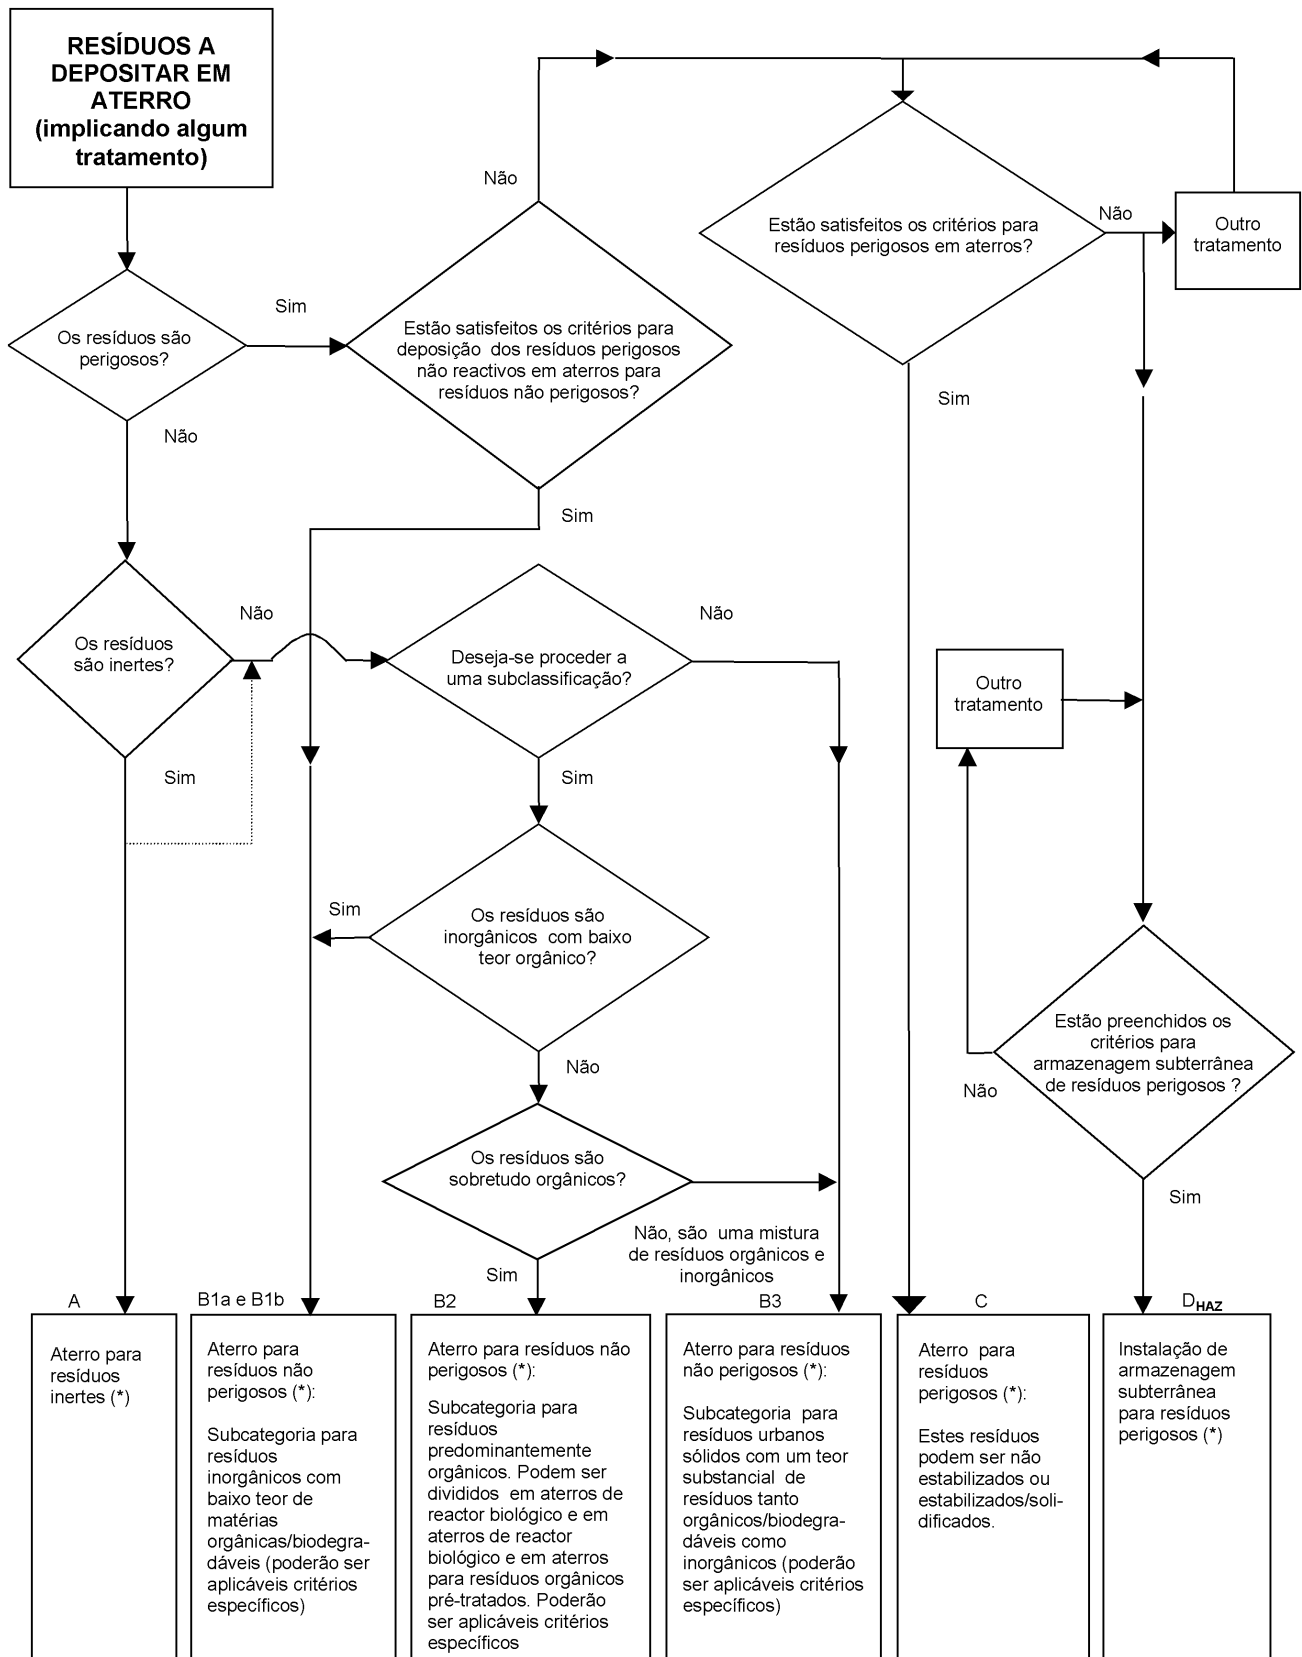 RESÍDUOS A
DEPOSITAR EM
ATERRO
(implicando algum
tratamento)
Não
Estão satisfeitos os critérios para
resíduos perigosos em aterros?
Não
Outro
tratamento
Sim
Os resíduos são
perigosos?
Estão satisfeitos os critérios para
deposição dos resíduos perigosos
não reactivos em aterros para
resíduos não perigosos?
Sim
Não
Sim
Os resíduos
são inertes?
Não
Deseja-se proceder a
uma subclassificação?
Não
Outro
tratamento
Sim
Sim
Sim
Os resíduos são
inorgânicos com baixo
teor orgânico?
Estão preenchidos os
critérios para
armazenagem subterrânea
de resíduos perigosos ?
Não
Não
Os resíduos são
sobretudo orgânicos?
Sim
Não, são uma mistura
de resíduos orgânicos e
inorgânicos
Sim
A
Aterro para
resíduos
inertes (*)
B1a e B1b
Aterro para
resíduos não
perigosos (*):
Subcategoria para
resíduos
inorgânicos com
baixo teor de
matérias
orgânicas/biodegra-
dáveis (poderão ser
aplicáveis critérios
específicos)
B2
Aterro para resíduos não
perigosos (*):
Subcategoria para
resíduos
predominantemente
orgânicos. Podem ser
divididos em aterros de
reactor biológico e em
aterros de reactor
biológico e em aterros
para resíduos orgânicos
pré-tratados. Poderão
ser aplicáveis critérios
específicos
B3
Aterro para resíduos
não perigosos (*):
Subcategoria para
resíduos urbanos
sólidos com um teor
substancial de
resíduos tanto
orgânicos/biodegra-
dáveis como
inorgânicos (poderão
ser aplicáveis critérios
específicos)
C
Aterro para
resíduos
perigosos (*):
Estes resíduos
podem ser não
estabilizados ou
estabilizados/soli-
dificados.
DHAZ
Instalação de
armazenagem
subterrânea
para resíduos
perigosos (*)